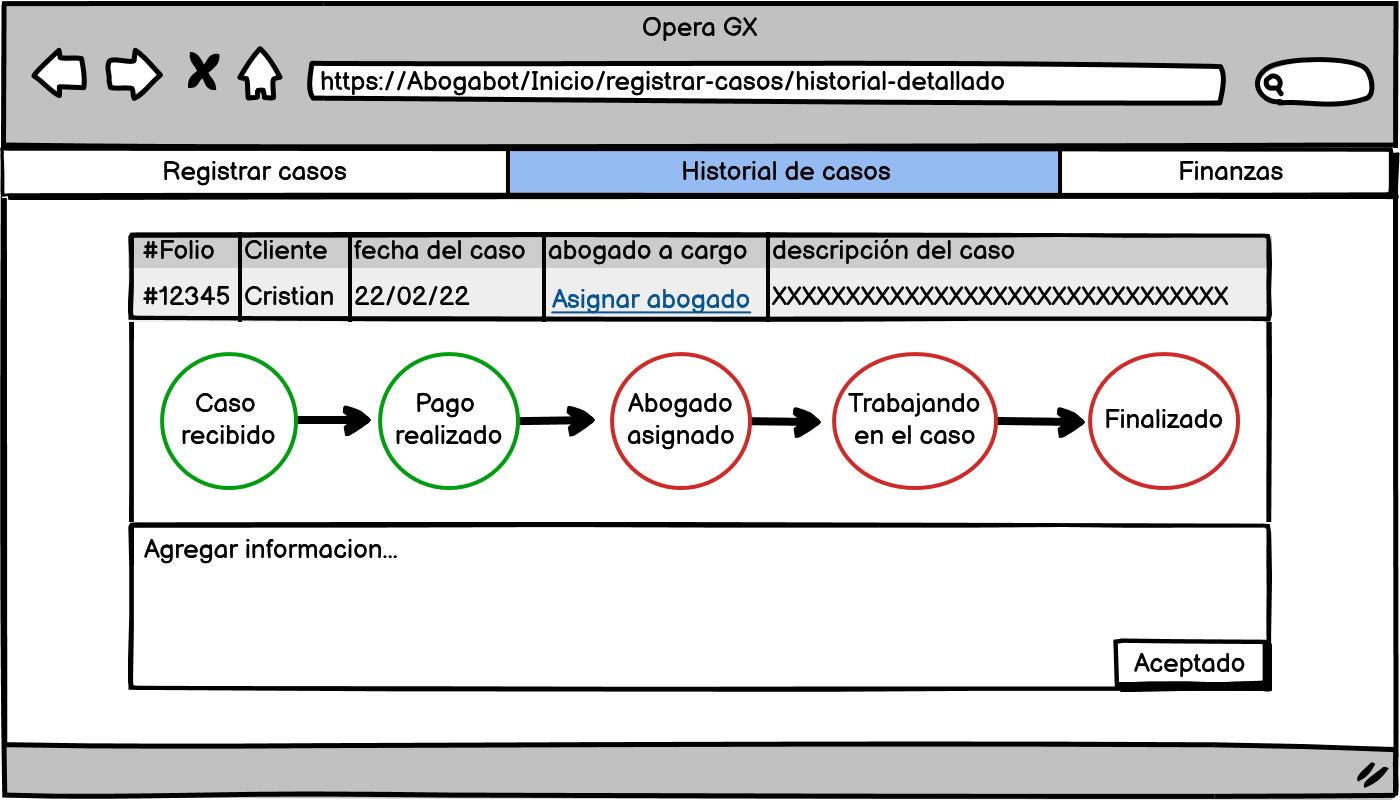 Opera GX
https://Abogabot/Inicio/registrar-casos/historial-detallado
Registrar casos Historial de casos Finanzas
#Folio Cliente fecha del caso abogado a cargo descripción del caso
#12345 Cristian 22/02/22 Asignar abogado XXXXXXXXXXXXXXXXXXXXXXXXXXXXXXX
Caso recibido
Pago realizado
Abogado asignado
Trabajando en el caso
Finalizado
Agregar informacion...
Aceptado